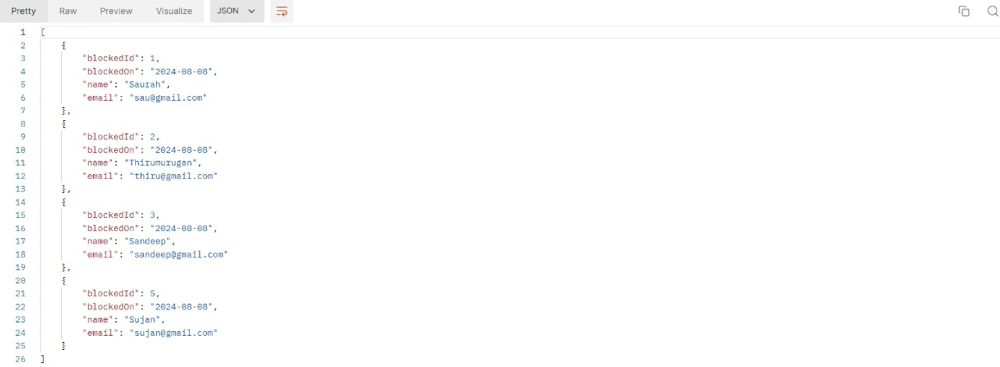 Pretty Raw Preview Visualize JSON
1 [
2 {
3 "blockedId": 1,
4 "blockedOn": "2024-08-08",
5 "name": "Saurah",
6 "email": "sau@gmail.com"
7 },
8 {
9 "blockedId": 2,
10 "blockedOn": "2024-08-08",
11 "name": "Thirumurugan",
12 "email": "thiru@gmail.com"
13 },
14 {
15 "blockedId": 3,
16 "blockedOn": "2024-08-08",
17 "name": "Sandeep",
18 "email": "sandeep@gmail.com"
19 },
20 {
21 "blockedId": 5,
22 "blockedOn": "2024-08-08",
23 "name": "Sujan",
24 "email": "sujan@gmail.com"
25 }
26 ]